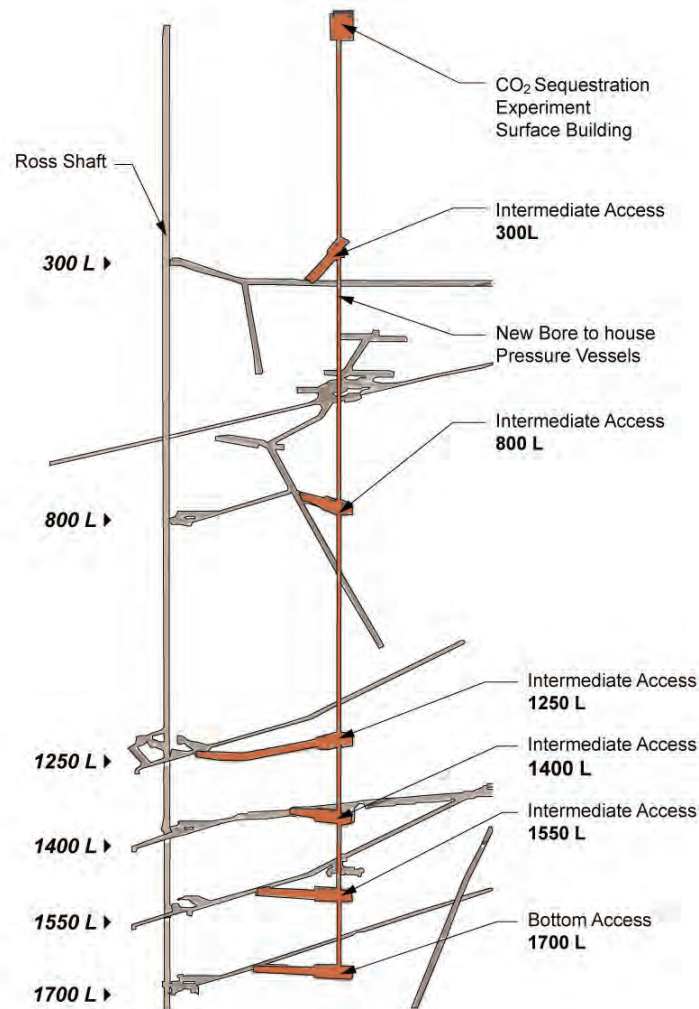 CO₂ Sequestration
Experiment
Surface Building
Ross Shaft
Intermediate Access
300L
300 L
New Bore to house
Pressure Vessels
Intermediate Access
800 L
800 L
Intermediate Access
1250 L
1250 L
Intermediate Access
1400 L
Intermediate Access
1550 L
1400 L
1550 L
Bottom Access
1700 L
1700 L